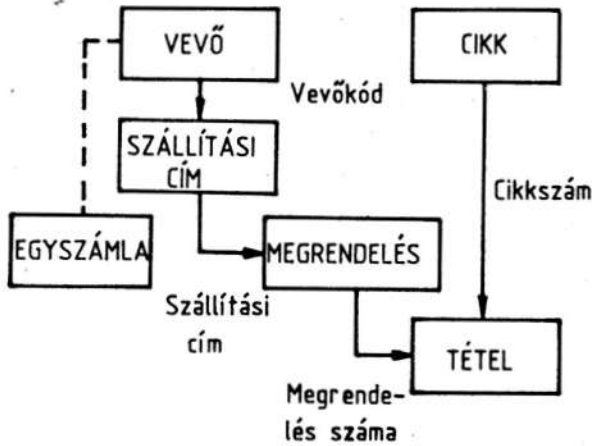 VEVŐ
CIKK
Vevőkód
SZÁLLÍTÁSI
CÍM
Cikkszám
EGYSZÁMLA
MEGRENDELÉS
Szállítási
cím
TÉTEL
Megrende-
lés száma